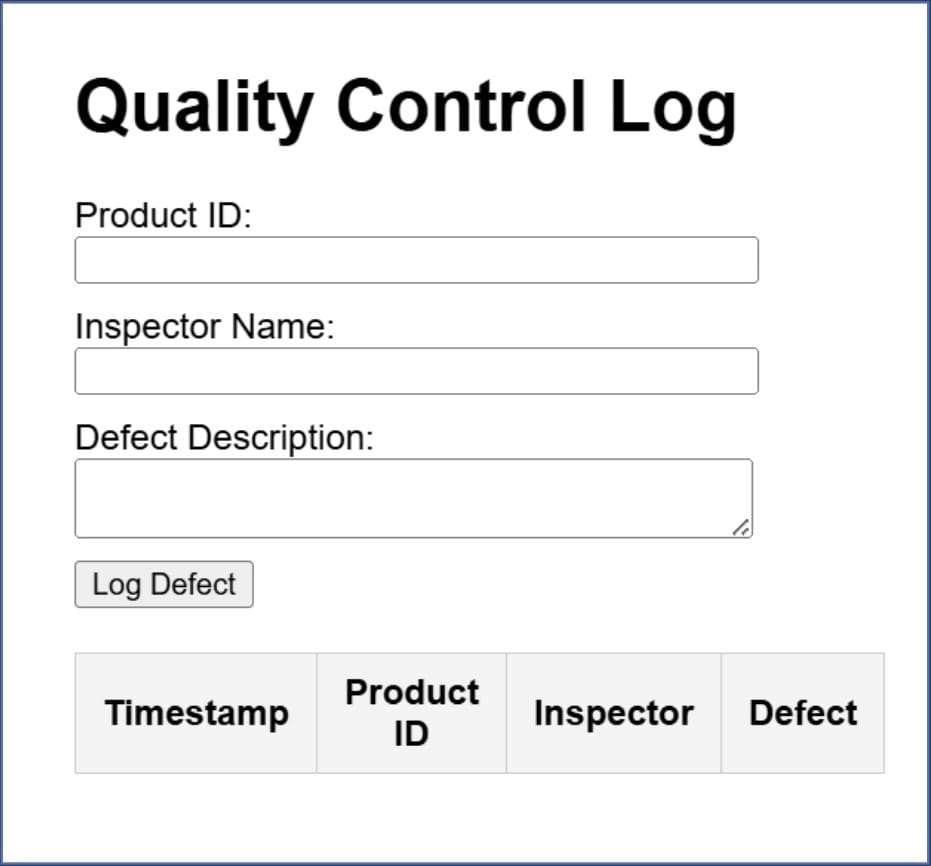 Quality Control Log
Product ID:
Inspector Name:
Defect Description:
Log Defect
Timestamp
Product
ID
Inspector
Defect